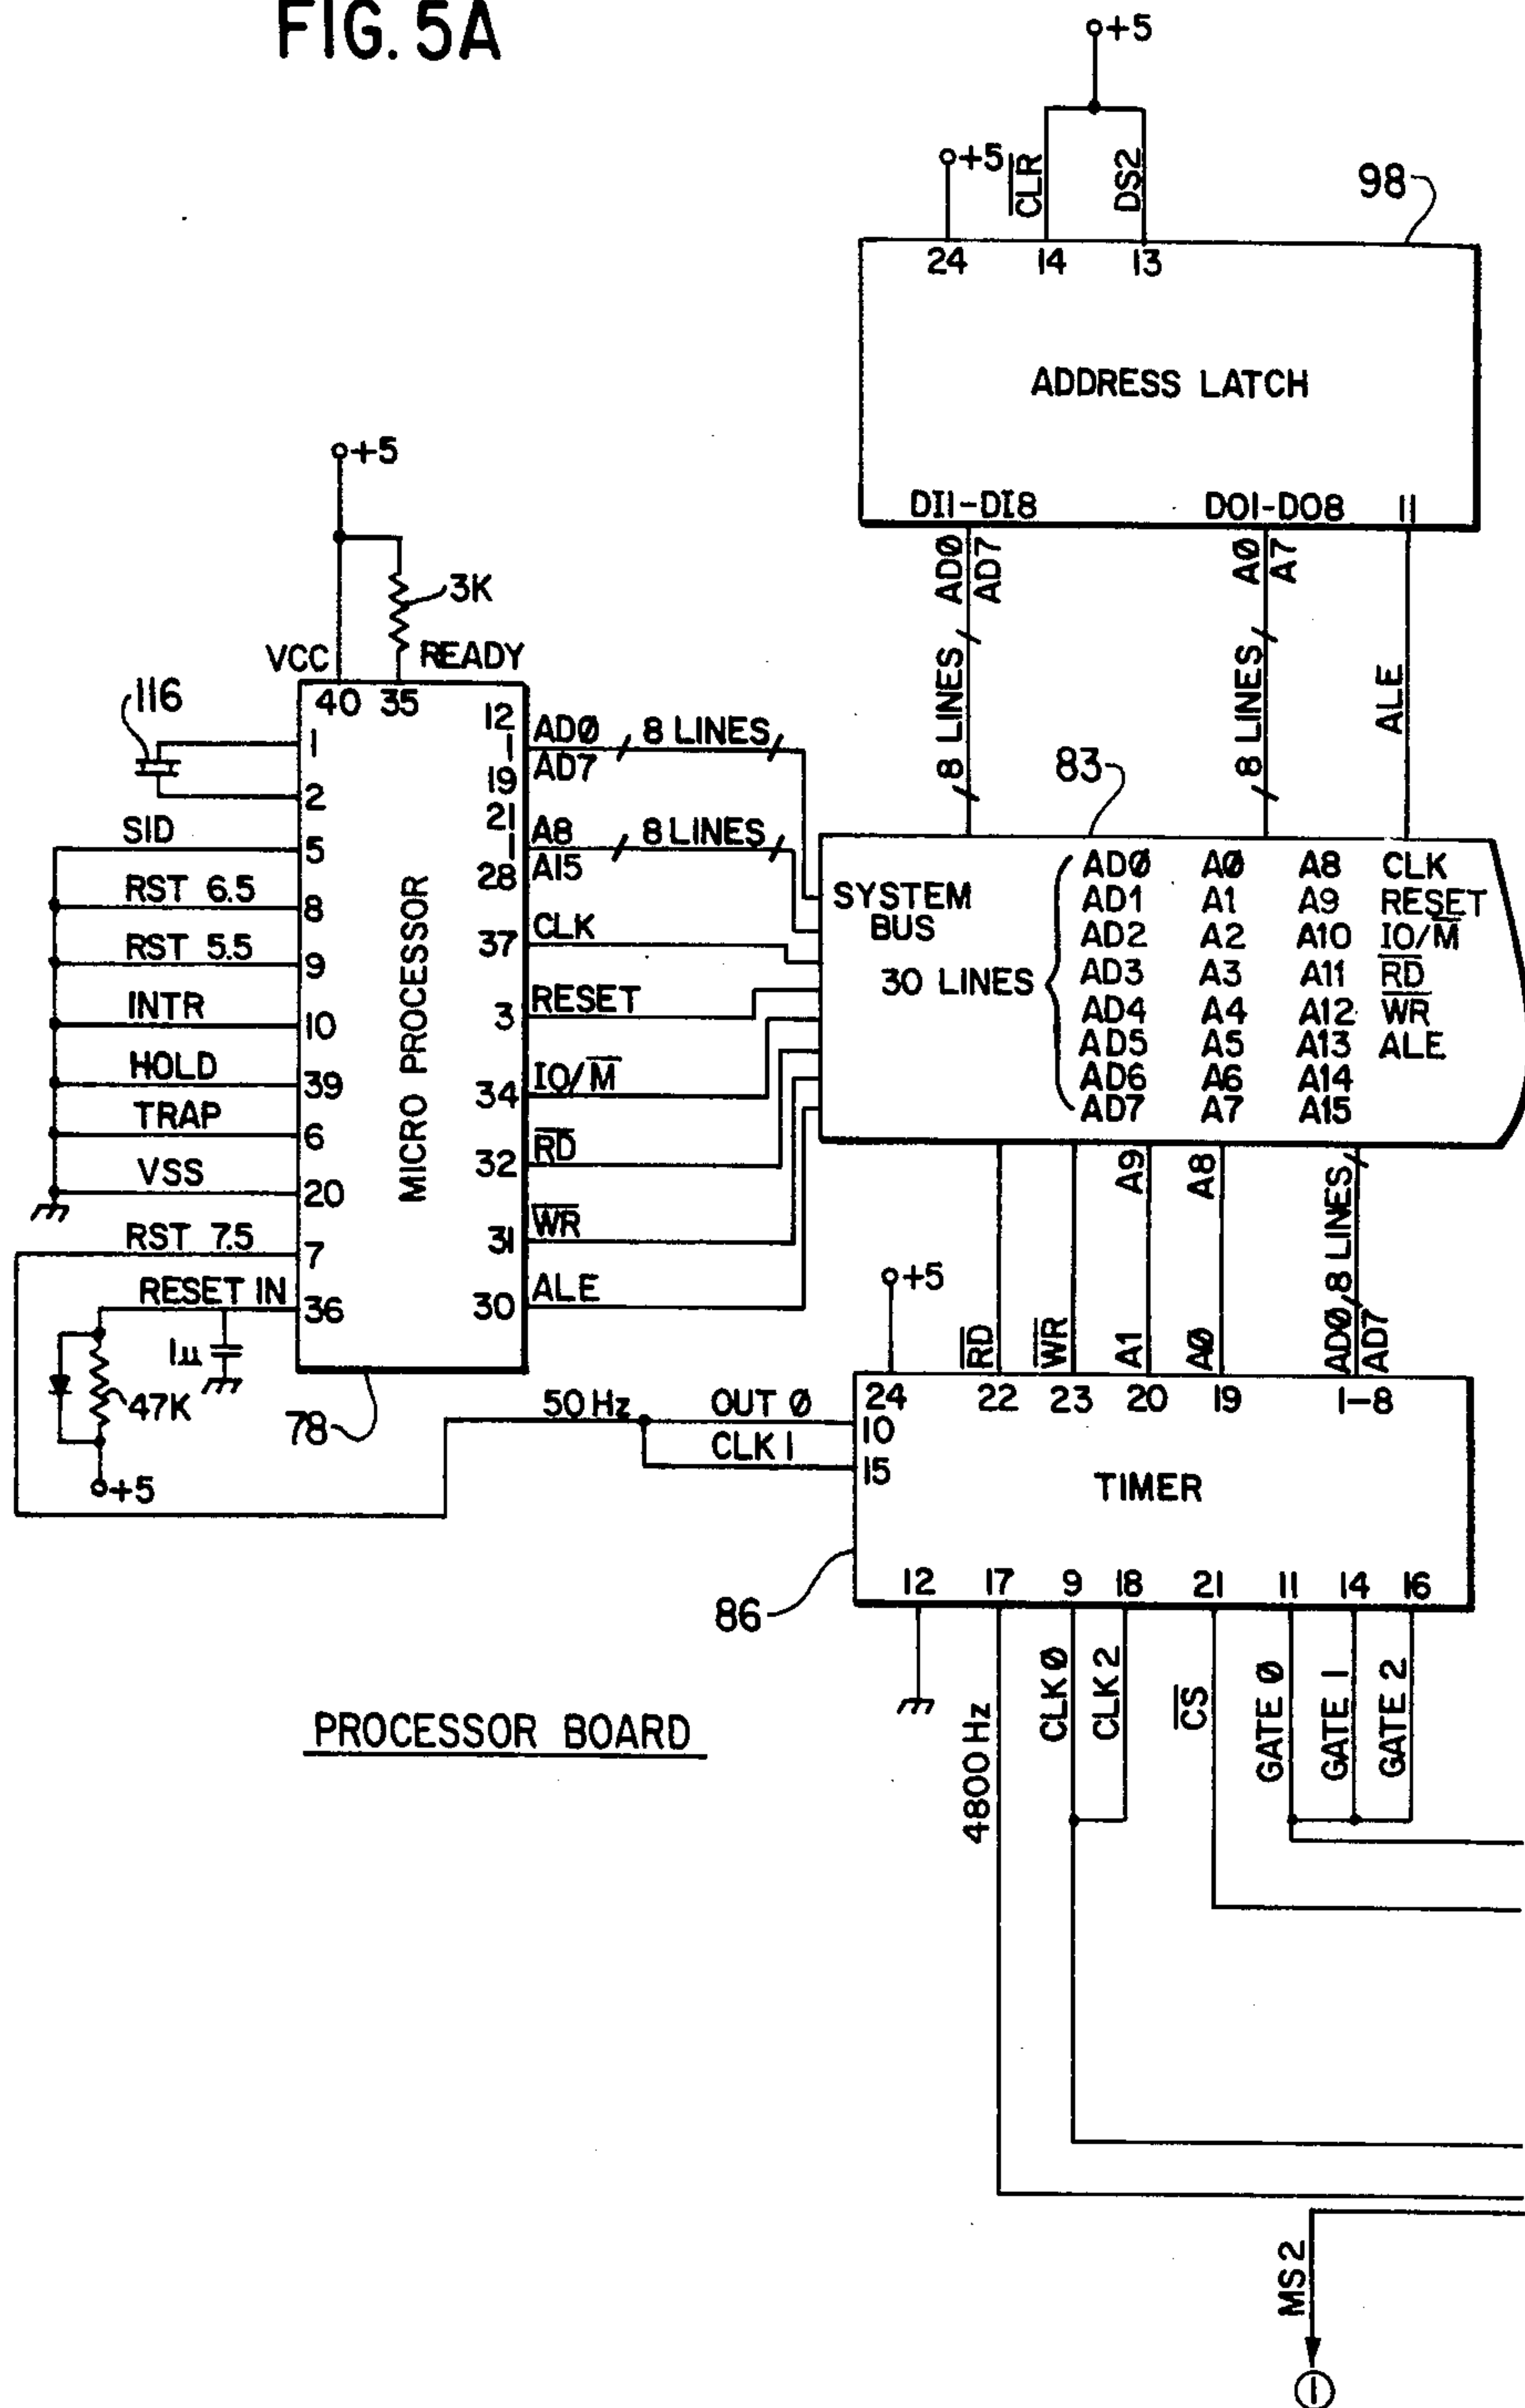 FIG. 5A
+5
+5
CLR
DS2
98
24 14 13
ADDRESS LATCH
DI1-DI8 DO1-DO8 11
AD0
AD7
8 LINES
A0
A7
8 LINES
ALE
+5
3K
VCC
READY
116
40 35
MICRO PROCESSOR
1
2
SID
5
RST 6.5
8
RST 5.5
9
INTR
10
HOLD
39
TRAP
6
VSS
20
RST 7.5
7
RESET IN
36
1µ
47K
+5
78
12
1
19
AD0
AD7
8 LINES
21
1
28
A8
A15
8 LINES
37 CLK
3 RESET
34 IO/M
32 RD
31 WR
30 ALE
83
SYSTEM
BUS
30 LINES
AD0 A0 A8 CLK
AD1 A1 A9 RESET
AD2 A2 A10 IO/M
AD3 A3 A11 RD
AD4 A4 A12 WR
AD5 A5 A13 ALE
AD6 A6 A14
AD7 A7 A15
A9
A8
8 LINES
+5
RD
WR
A1
A0
AD0
AD7
24 22 23 20 19 1-8
50 Hz
OUT 0
10
CLK 1
15
TIMER
86
12 17 9 18 21 11 14 16
4800 Hz
CLK 0
CLK 2
CS
GATE 0
GATE 1
GATE 2
PROCESSOR BOARD
MS2
1